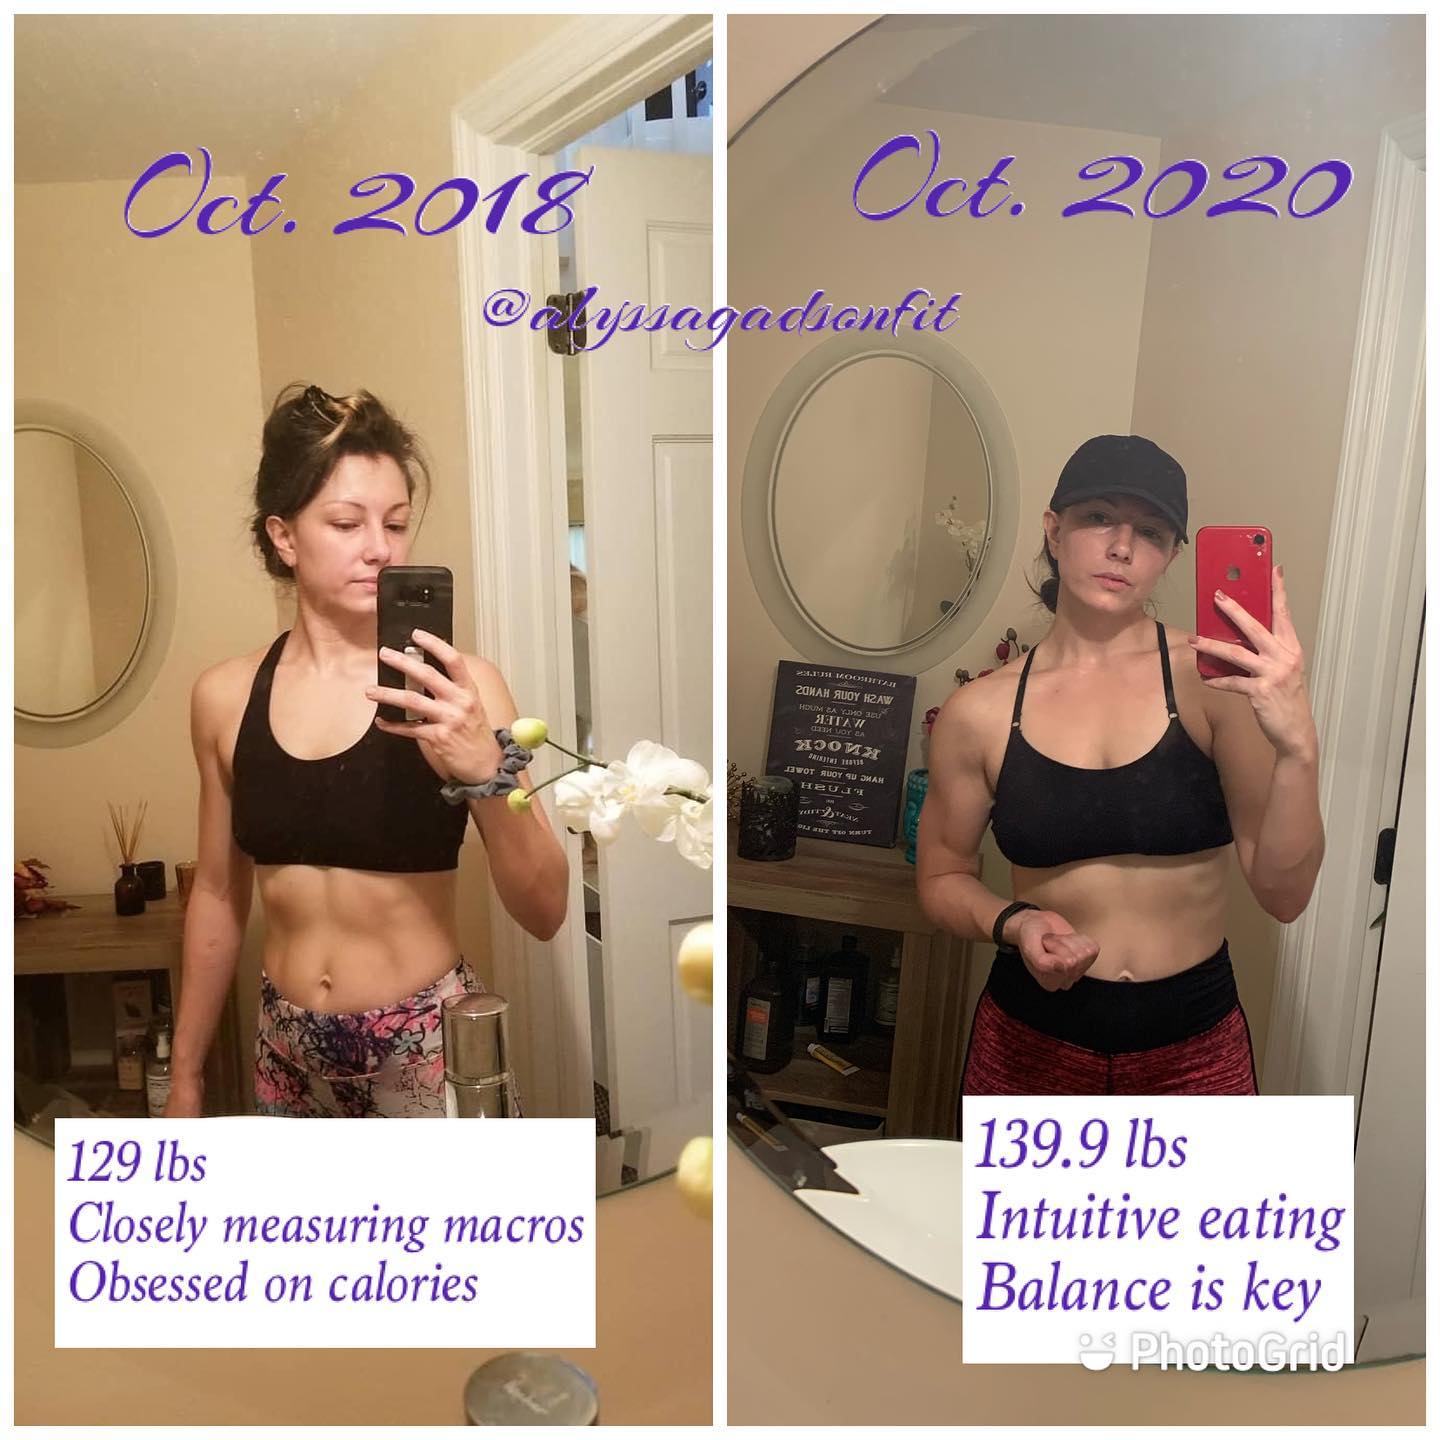 Oct. 2018
Oct. 2020
@alyssagadsonfit
BATHROOM RULES
WASH YOUR HANDS
USE ONLY AS MUCH
WATER
AS YOU NEED
KNOCK
BEFORE ENTERING
HANG UP YOUR TOWEL
FLUSH
&
TURN OFF THE
129 lbs
Closely measuring macros
Obsessed on calories
139.9 lbs
Intuitive eating
Balance is key
PhotoGrid